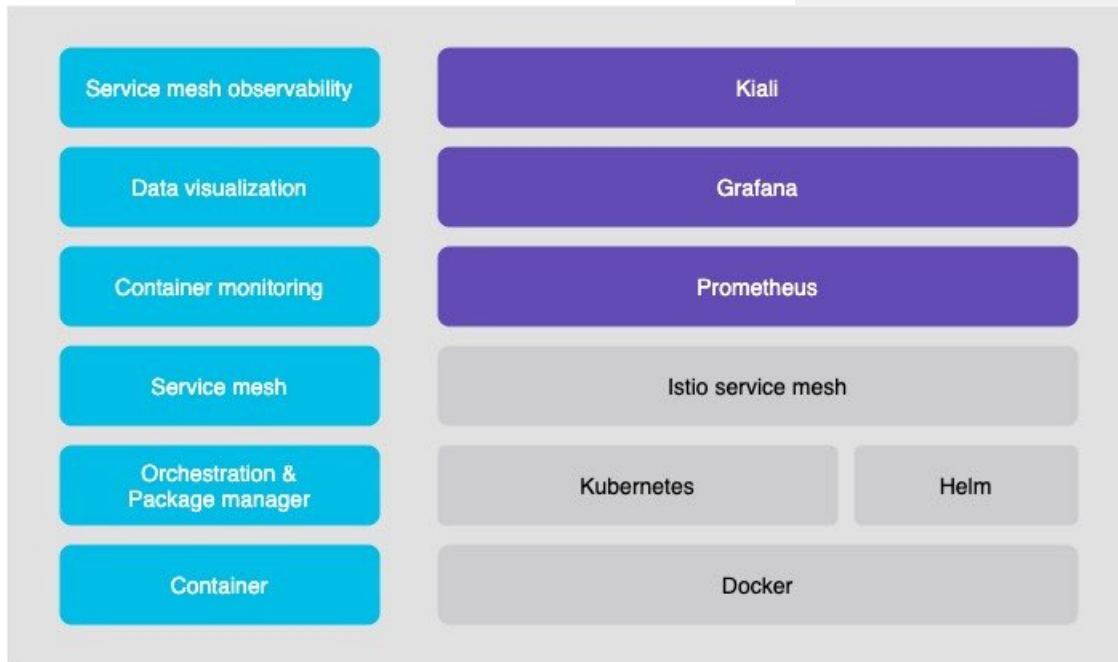 Service mesh observability
Kiali
Data visualization
Grafana
Container monitoring
Prometheus
Service mesh
Istio service mesh
Orchestration &
Package manager
Kubernetes
Helm
Container
Docker